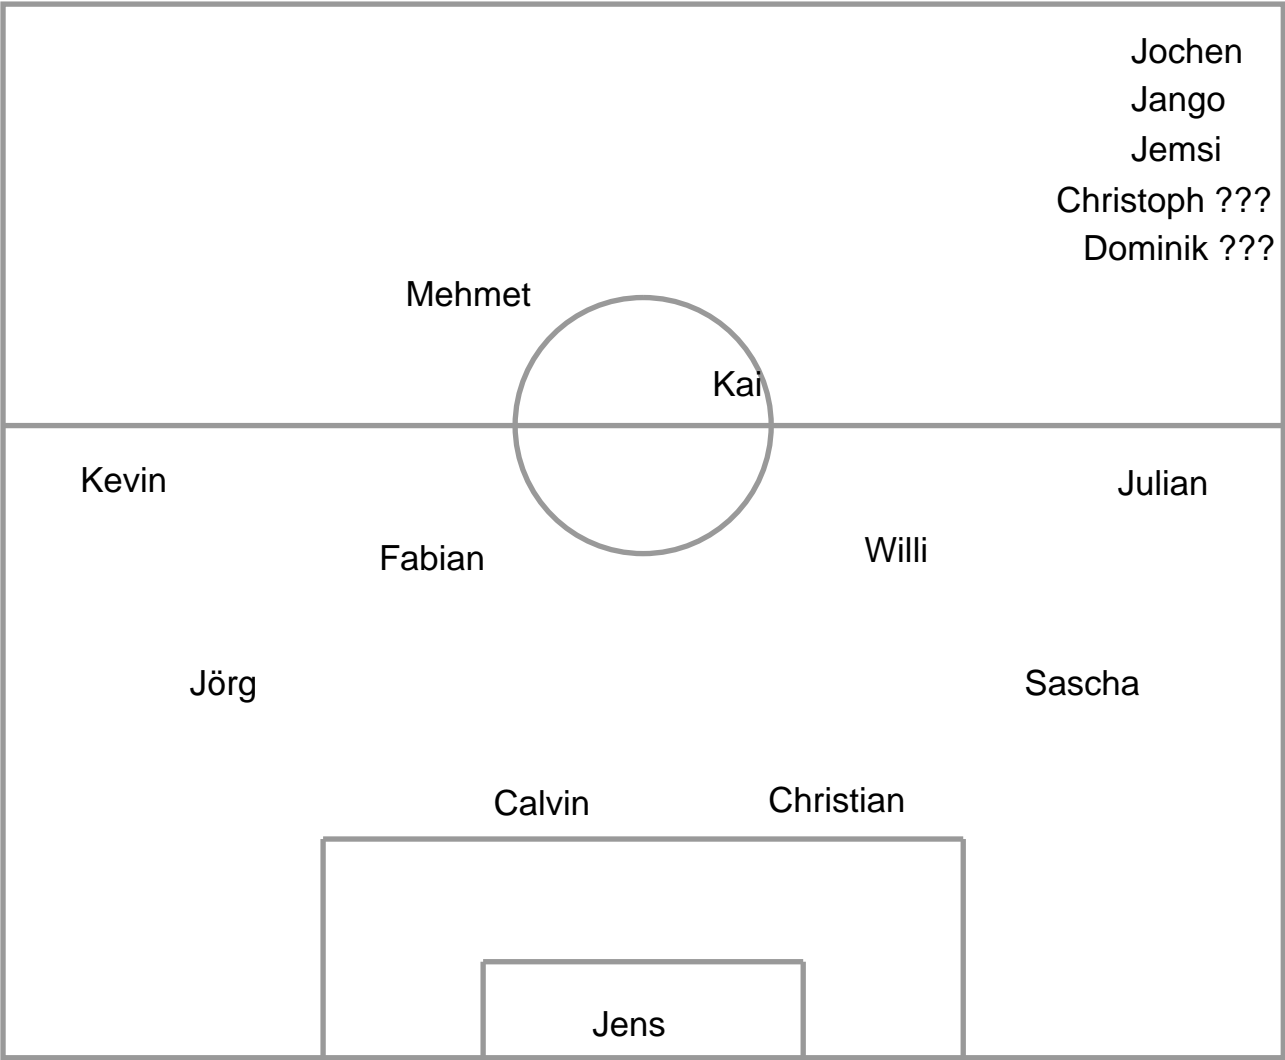 Jochen
Jango
Jemsi
Christoph ???
Dominik ???
Mehmet
Kai
Kevin
Julian
Fabian
Willi
Jörg
Sascha
Calvin
Christian
Jens